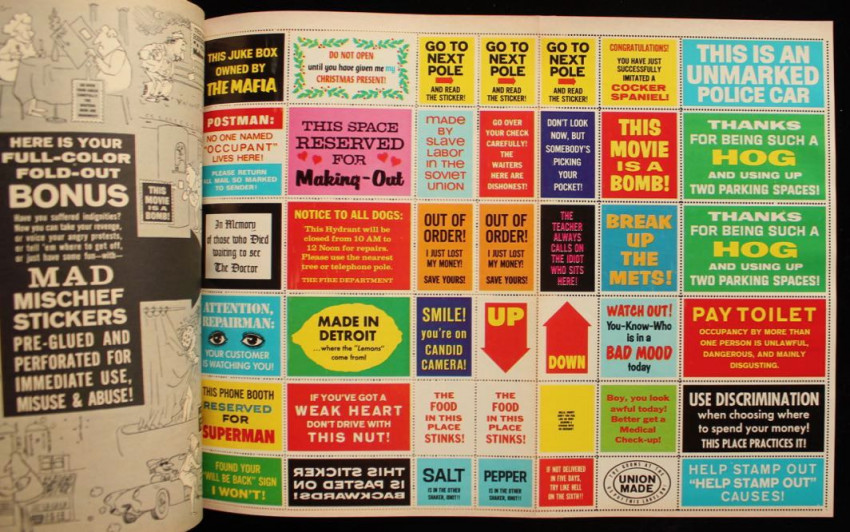 HERE IS YOUR
FULL-COLOR
FOLD-OUT
BONUS
Have you suffered indignities?
Now you can take your revenge,
or voice your angry protests,
or tell 'em where to get off,
or just have some fun—with—
MAD
MISCHIEF
STICKERS
PRE-GLUED AND
PERFORATED FOR
IMMEDIATE USE,
MISUSE & ABUSE!
THIS
MOVIE
IS A
BOMB!
THIS JUKE BOX
OWNED BY
THE MAFIA
DO NOT OPEN
until you have given me my
CHRISTMAS PRESENT!
GO TO
NEXT
POLE
AND READ
THE STICKER!
GO TO
NEXT
POLE
AND READ
THE STICKER!
GO TO
NEXT
POLE
AND READ
THE STICKER!
CONGRATULATIONS!
YOU HAVE JUST
SUCCESSFULLY
IMITATED A
COCKER
SPANIEL!
THIS IS AN
UNMARKED
POLICE CAR
POSTMAN:
NO ONE NAMED
"OCCUPANT"
LIVES HERE!
PLEASE RETURN
ALL MAIL SO MARKED
TO SENDER!
THIS SPACE
RESERVED
FOR
Making-Out
made
by
slave
labor
in the
soviet
union
GO OVER
YOUR CHECK
CAREFULLY!
THE
WAITERS
HERE ARE
DISHONEST!
DON'T LOOK
NOW, BUT
SOMEBODY'S
PICKING
YOUR
POCKET!
THIS
MOVIE
IS A
BOMB!
THANKS
FOR BEING SUCH A
HOG
AND USING UP
TWO PARKING SPACES!
In Memory
of those who Died
waiting to see
The Doctor
NOTICE TO ALL DOGS:
This Hydrant will be
closed from 10 AM to
12 Noon for repairs.
Please use the nearest
tree or telephone pole.
THE FIRE DEPARTMENT
OUT OF
ORDER!
I JUST LOST
MY MONEY!
SAVE YOURS!
OUT OF
ORDER!
I JUST LOST
MY MONEY!
SAVE YOURS!
THE
TEACHER
ALWAYS
CALLS ON
THE IDIOT
WHO SITS
HERE!
BREAK
UP
THE
METS!
THANKS
FOR BEING SUCH A
HOG
AND USING UP
TWO PARKING SPACES!
ATTENTION,
REPAIRMAN:
YOUR CUSTOMER
IS WATCHING YOU!
MADE IN
DETROIT
...where the "Lemons"
come from!
SMILE!
you're on
CANDID
CAMERA!
UP
DOWN
WATCH OUT!
You-Know-Who
is in a
BAD MOOD
today
PAY TOILET
OCCUPANCY BY MORE THAN
ONE PERSON IS UNLAWFUL,
DANGEROUS, AND MAINLY
DISGUSTING.
THIS PHONE BOOTH
RESERVED
FOR
SUPERMAN
IF YOU'VE GOT A
WEAK HEART
DON'T DRIVE WITH
THIS NUT!
THE
FOOD
IN THIS
PLACE
STINKS!
THE
FOOD
IN THIS
PLACE
STINKS!
Boy, you look
awful today!
Better get a
Medical
Check-up!
USE DISCRIMINATION
when choosing where
to spend your money!
THIS PLACE PRACTICES IT!
FOUND YOUR
"WILL BE BACK" SIGN
I WON'T!
THIS STICKER
IS PASTED ON
BACKWARDS!
SALT
IS IN THE OTHER
SHAKER, IDIOT!!
PEPPER
IS IN THE OTHER
SHAKER, IDIOT!!
IF NOT DELIVERED
IN FIVE DAYS,
TRY LIKE HELL
ON THE SIXTH!!
UNION
MADE
HELP STAMP OUT
"HELP STAMP OUT"
CAUSES!